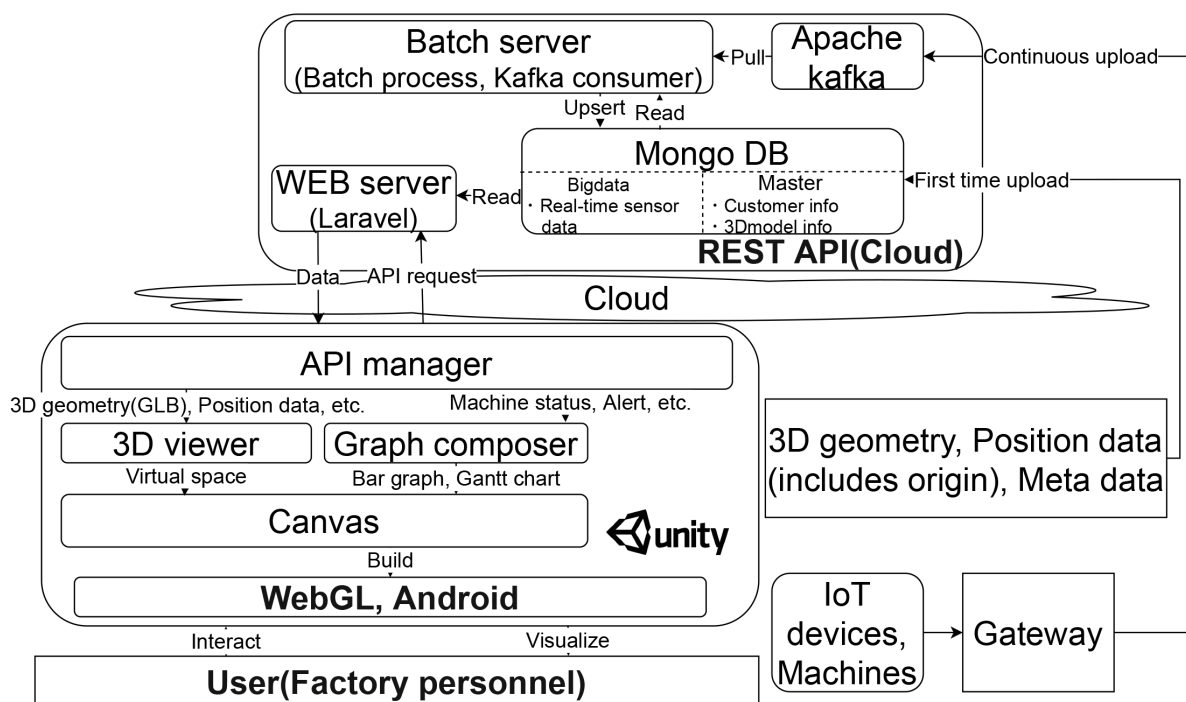 Batch server
(Batch process, Kafka consumer)
Pull
Apache
kafka
Continuous upload
Upsert
Read
Mongo DB
Bigdata
・Real-time sensor
data
Master
・Customer info
・3Dmodel info
First time upload
WEB server
(Laravel)
Read
REST API(Cloud)
Data
API request
Cloud
API manager
3D geometry(GLB), Position data, etc.
Machine status, Alert, etc.
3D viewer
Graph composer
Virtual space
Bar graph, Gantt chart
Canvas
unity
Build
WebGL, Android
Interact
Visualize
User(Factory personnel)
3D geometry, Position data
(includes origin), Meta data
IoT
devices,
Machines
Gateway